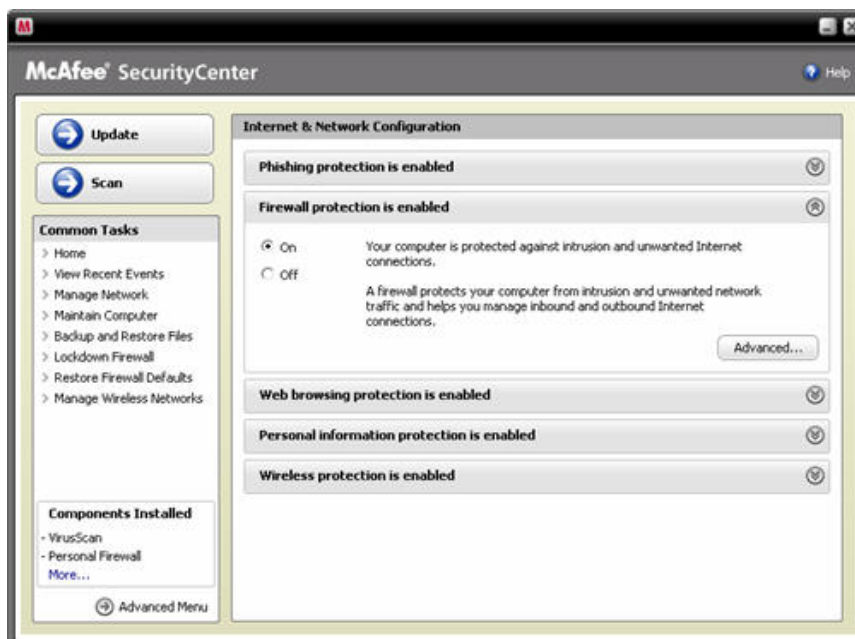 McAfee® SecurityCenter
Help
Update
Scan
Common Tasks
Home
View Recent Events
Manage Network
Maintain Computer
Backup and Restore Files
Lockdown Firewall
Restore Firewall Defaults
Manage Wireless Networks
Components Installed
- VirusScan
- Personal Firewall
More...
Advanced Menu
Internet & Network Configuration
Phishing protection is enabled
Firewall protection is enabled
On
Your computer is protected against intrusion and unwanted Internet
connections.
Off
A firewall protects your computer from intrusion and unwanted network
traffic and helps you manage inbound and outbound Internet
connections.
Advanced...
Web browsing protection is enabled
Personal information protection is enabled
Wireless protection is enabled